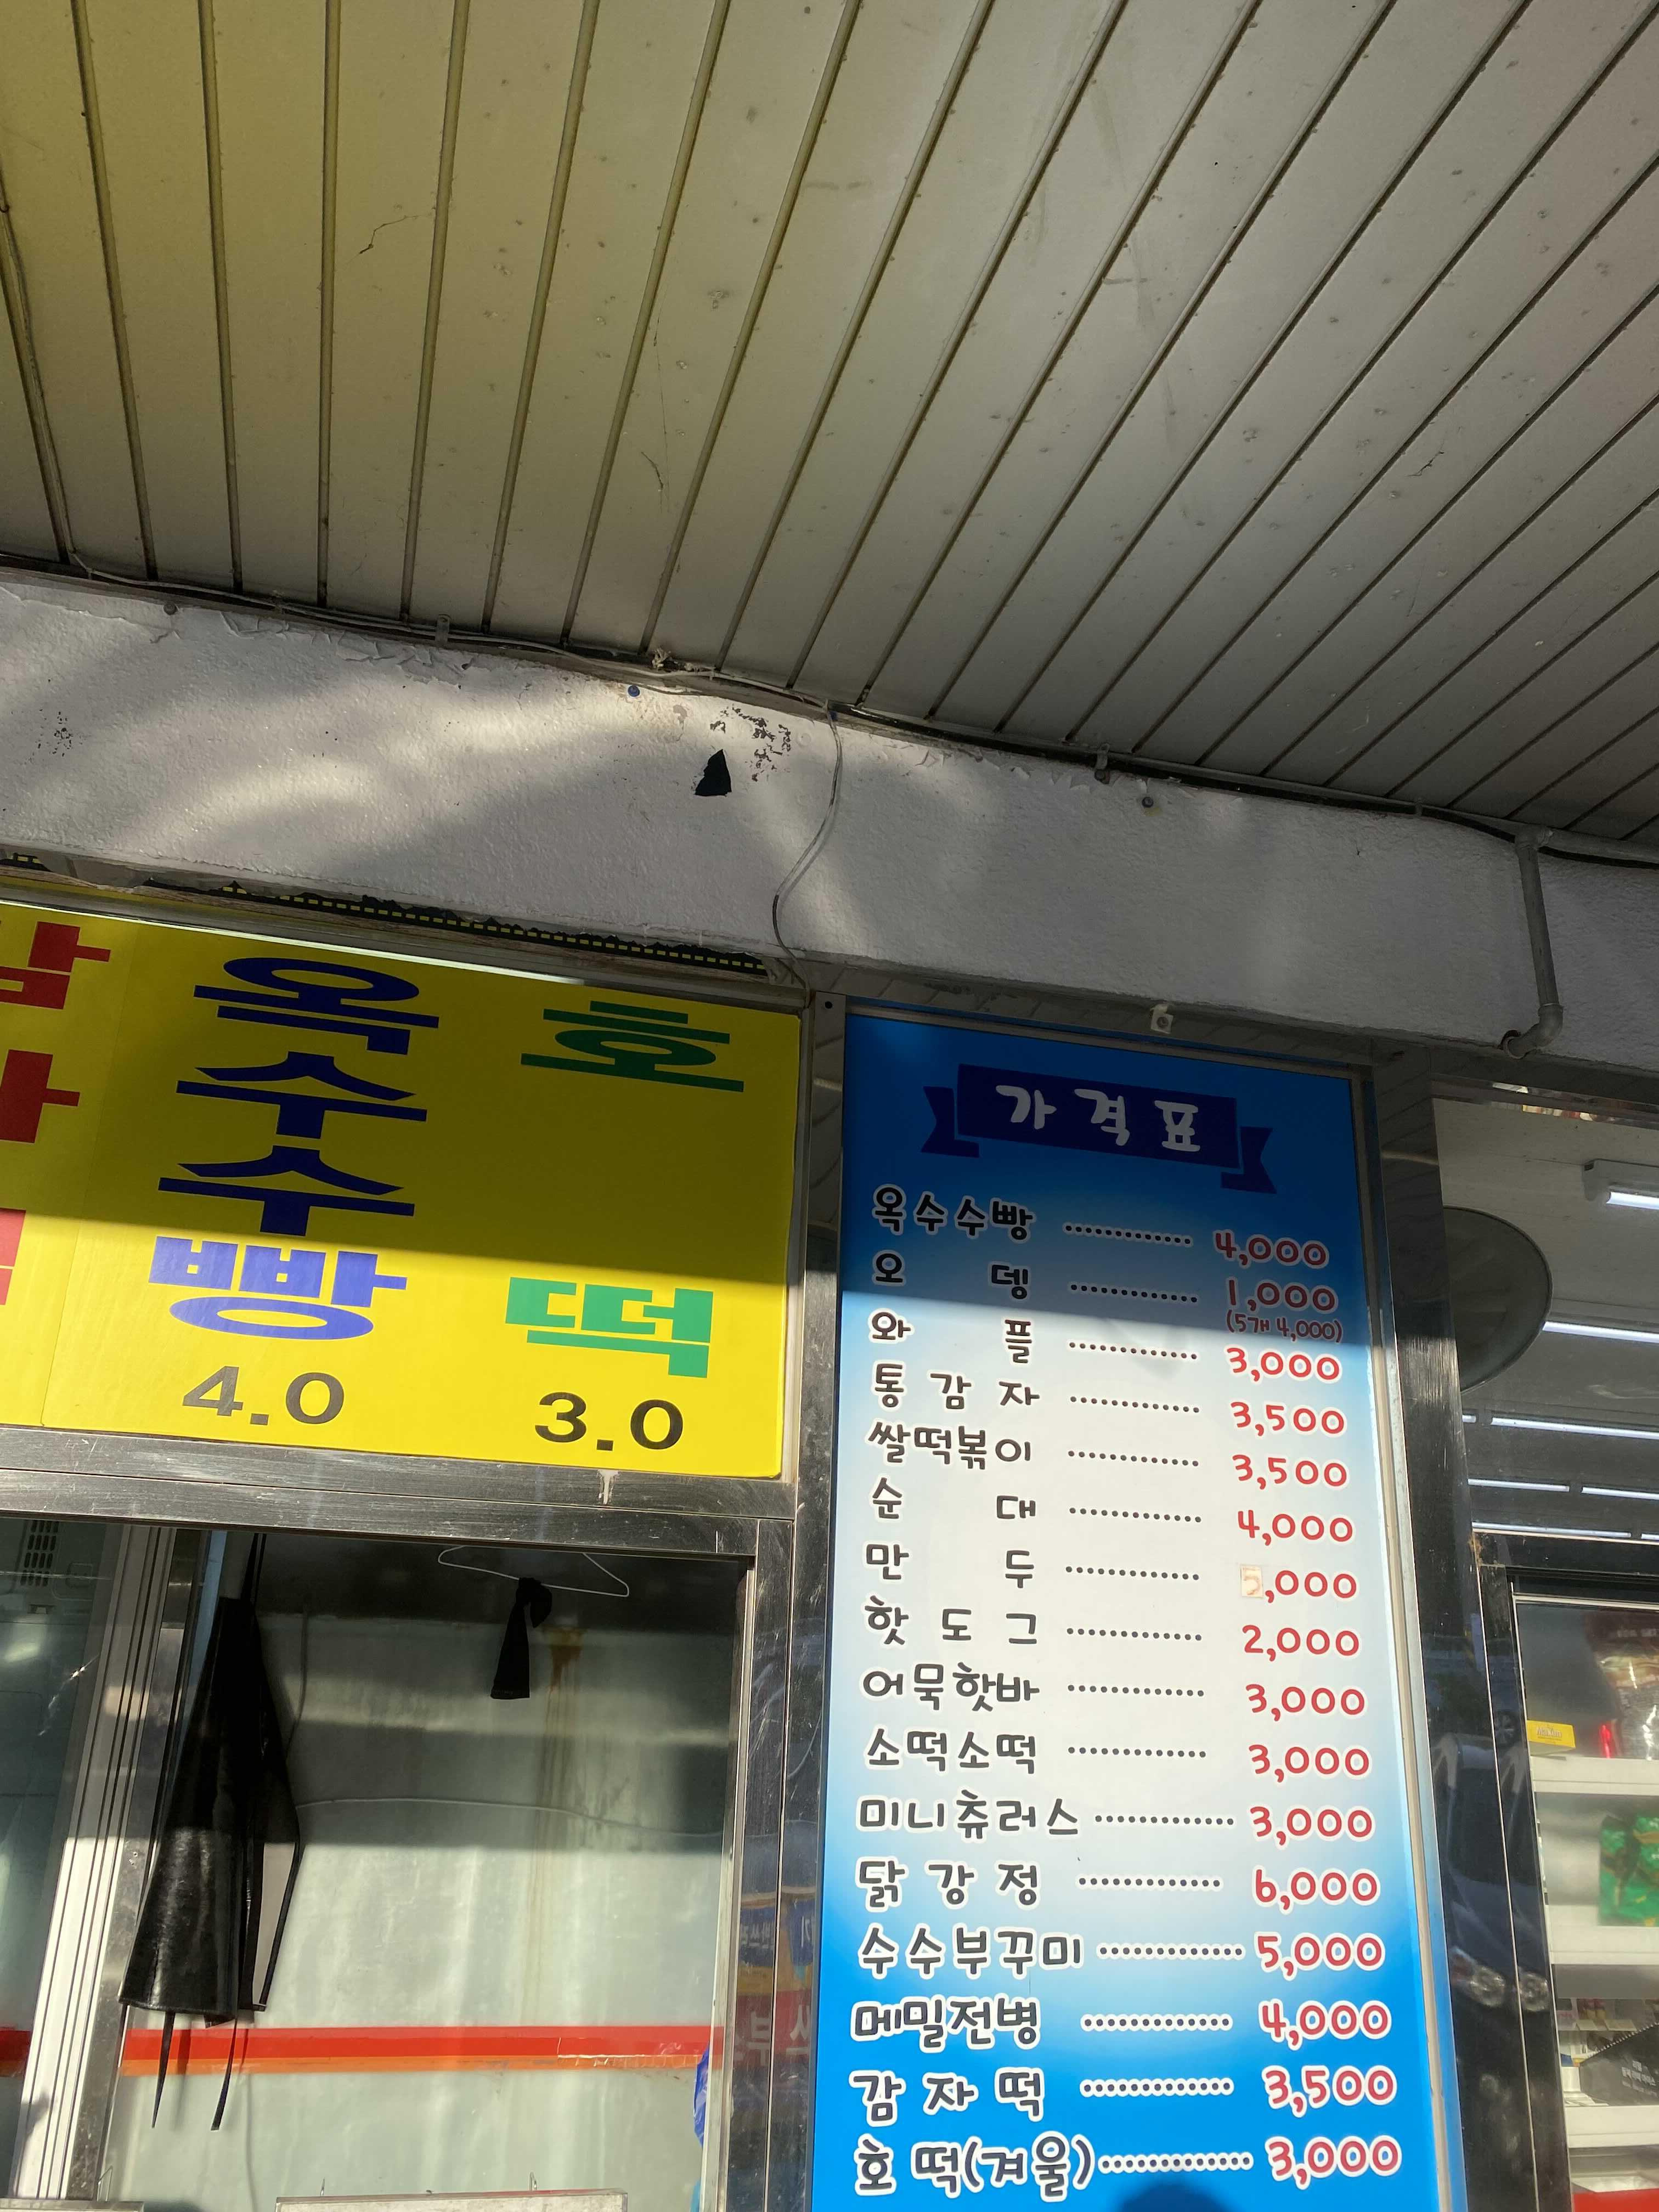 옥수수빵
4.0
호떡
3.0
가격표
옥수수빵 ............ 4,000
오뎅 ............ 1,000
(5개 4,000)
와플 ............ 3,000
통감자 ............ 3,500
쌀떡볶이 ............ 3,500
순대 ............ 4,000
만두 ............ 5,000
핫도그 ............ 2,000
어묵핫바 ............ 3,000
소떡소떡 ............ 3,000
미니츄러스 ............ 3,000
닭강정 ............ 6,000
수수부꾸미 ............ 5,000
메밀전병 ............ 4,000
감자떡 ............ 3,500
호떡(겨울) ............ 3,000